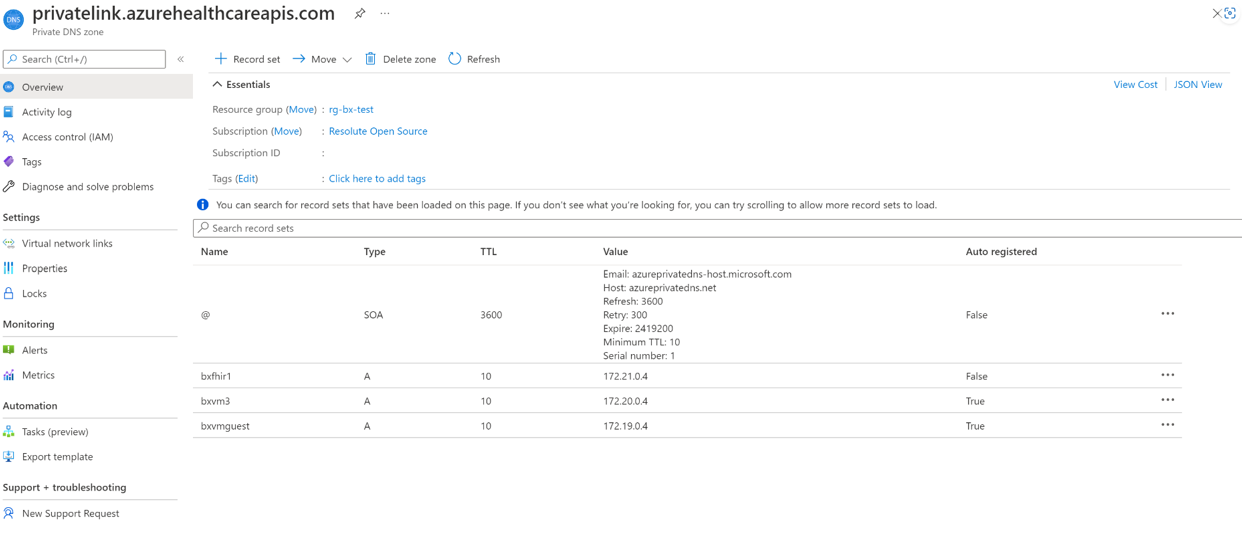 DNS
privatelink.azurehealthcareapis.com
Private DNS zone
Search (Ctrl+/)
Overview
Activity log
Access control (IAM)
Tags
Diagnose and solve problems
Settings
Virtual network links
Properties
Locks
Monitoring
Alerts
Metrics
Automation
Tasks (preview)
Export template
Support + troubleshooting
New Support Request
Record set Move Delete zone Refresh
Essentials View Cost JSON View
Resource group (Move) : rg-bx-test
Subscription (Move) : Resolute Open Source
Subscription ID :
Tags (Edit) : Click here to add tags
You can search for record sets that have been loaded on this page. If you don't see what you're looking for, you can try scrolling to allow more record sets to load.
Search record sets
Name Type TTL Value Auto registered
Email: azureprivatedns-host.microsoft.com
Host: azureprivatedns.net
Refresh: 3600
@ SOA 3600 Retry: 300 False
Expire: 2419200
Minimum TTL: 10
Serial number: 1
bxfhir1 A 10 172.21.0.4 False
bxvm3 A 10 172.20.0.4 True
bxvmguest A 10 172.19.0.4 True